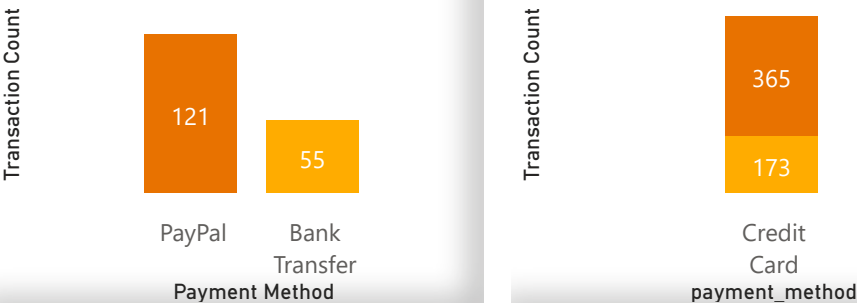 Transaction Count
121
55
PayPal
Bank
Transfer
Payment Method
Transaction Count
365
173
Credit
Card
payment_method